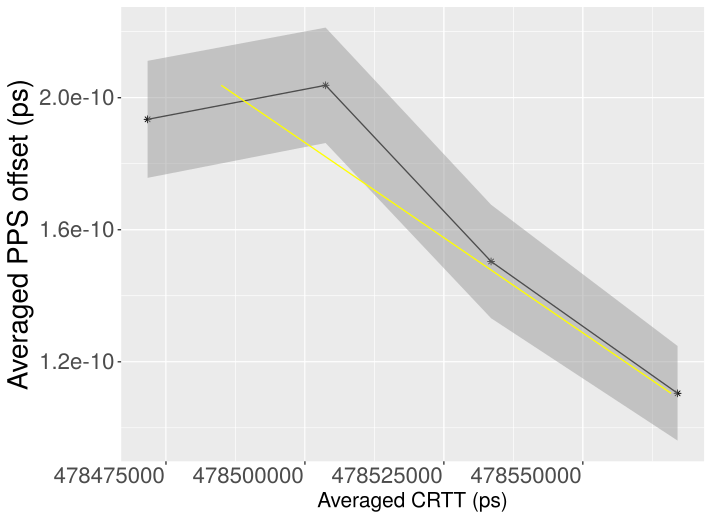 Averaged PPS offset (ps)
2.0e-10
1.6e-10
1.2e-10
478475000 478500000 478525000 478550000
Averaged CRTT (ps)